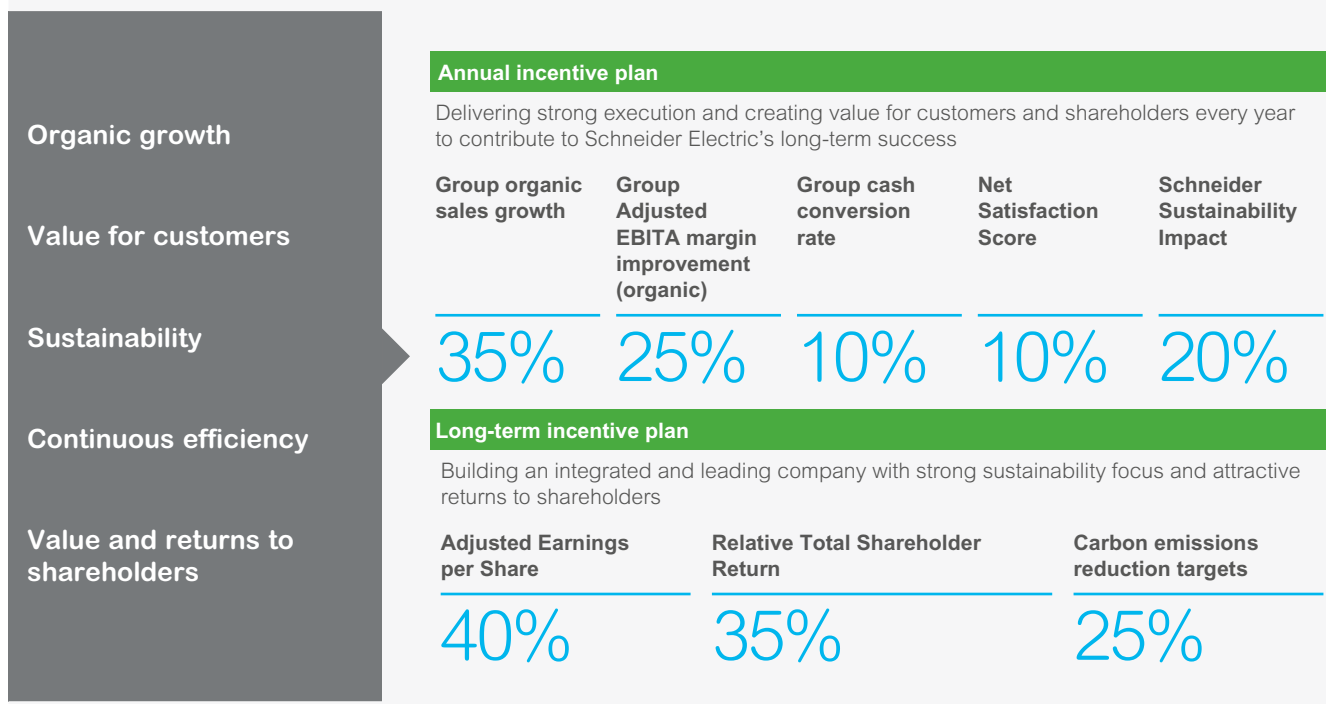 Organic growth
Value for customers
Sustainability
Continuous efficiency
Value and returns to
shareholders
Annual incentive plan
Delivering strong execution and creating value for customers and shareholders every year
to contribute to Schneider Electric's long-term success
Group organic
sales growth
35%
Group
Adjusted
EBITA margin
improvement
(organic)
25%
Group cash
conversion
rate
10%
Net
Satisfaction
Score
10%
Schneider
Sustainability
Impact
20%
Long-term incentive plan
Building an integrated and leading company with strong sustainability focus and attractive
returns to shareholders
Adjusted Earnings
per Share
40%
Relative Total Shareholder
Return
35%
Carbon emissions
reduction targets
25%